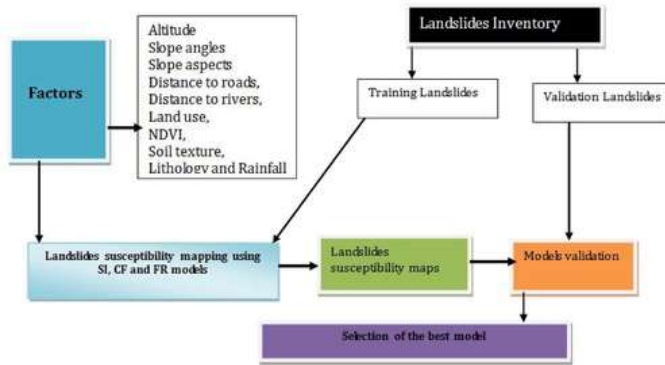 Landslides Inventory
Factors
Altitude
Slope angles
Slope aspects
Distance to roads,
Distance to rivers,
Land use,
NDVI,
Soil texture,
Lithology and Rainfall
Training Landslides
Validation Landslides
Landslides susceptibility mapping using
SI, CF and FR models
Landslides
susceptibility maps
Models validation
Selection of the best model